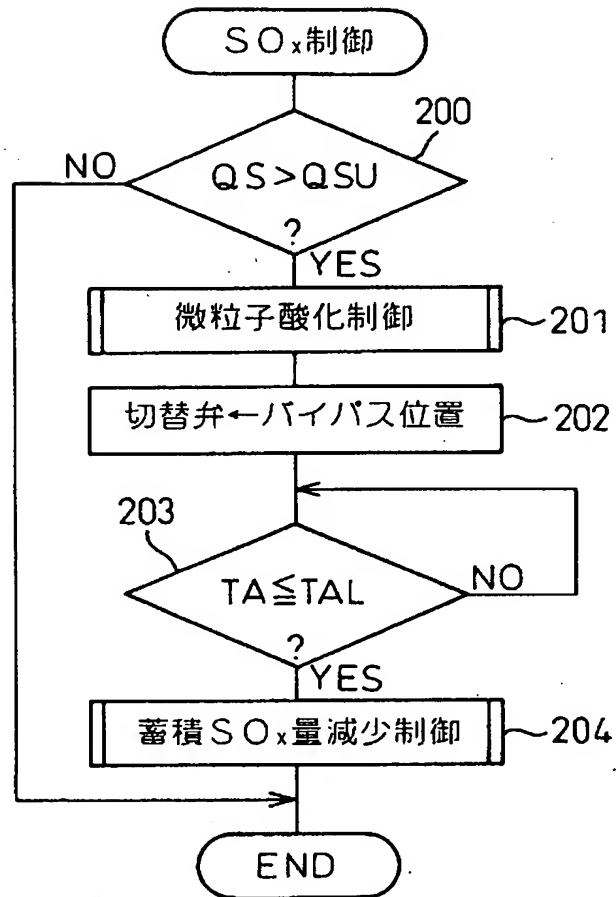 SOx制御
200
NO
QS>QSU
?
YES
微粒子酸化制御
201
切替弁←バイパス位置
202
203
TA≦TAL
NO
?
YES
蓄積SOx量減少制御
204
END